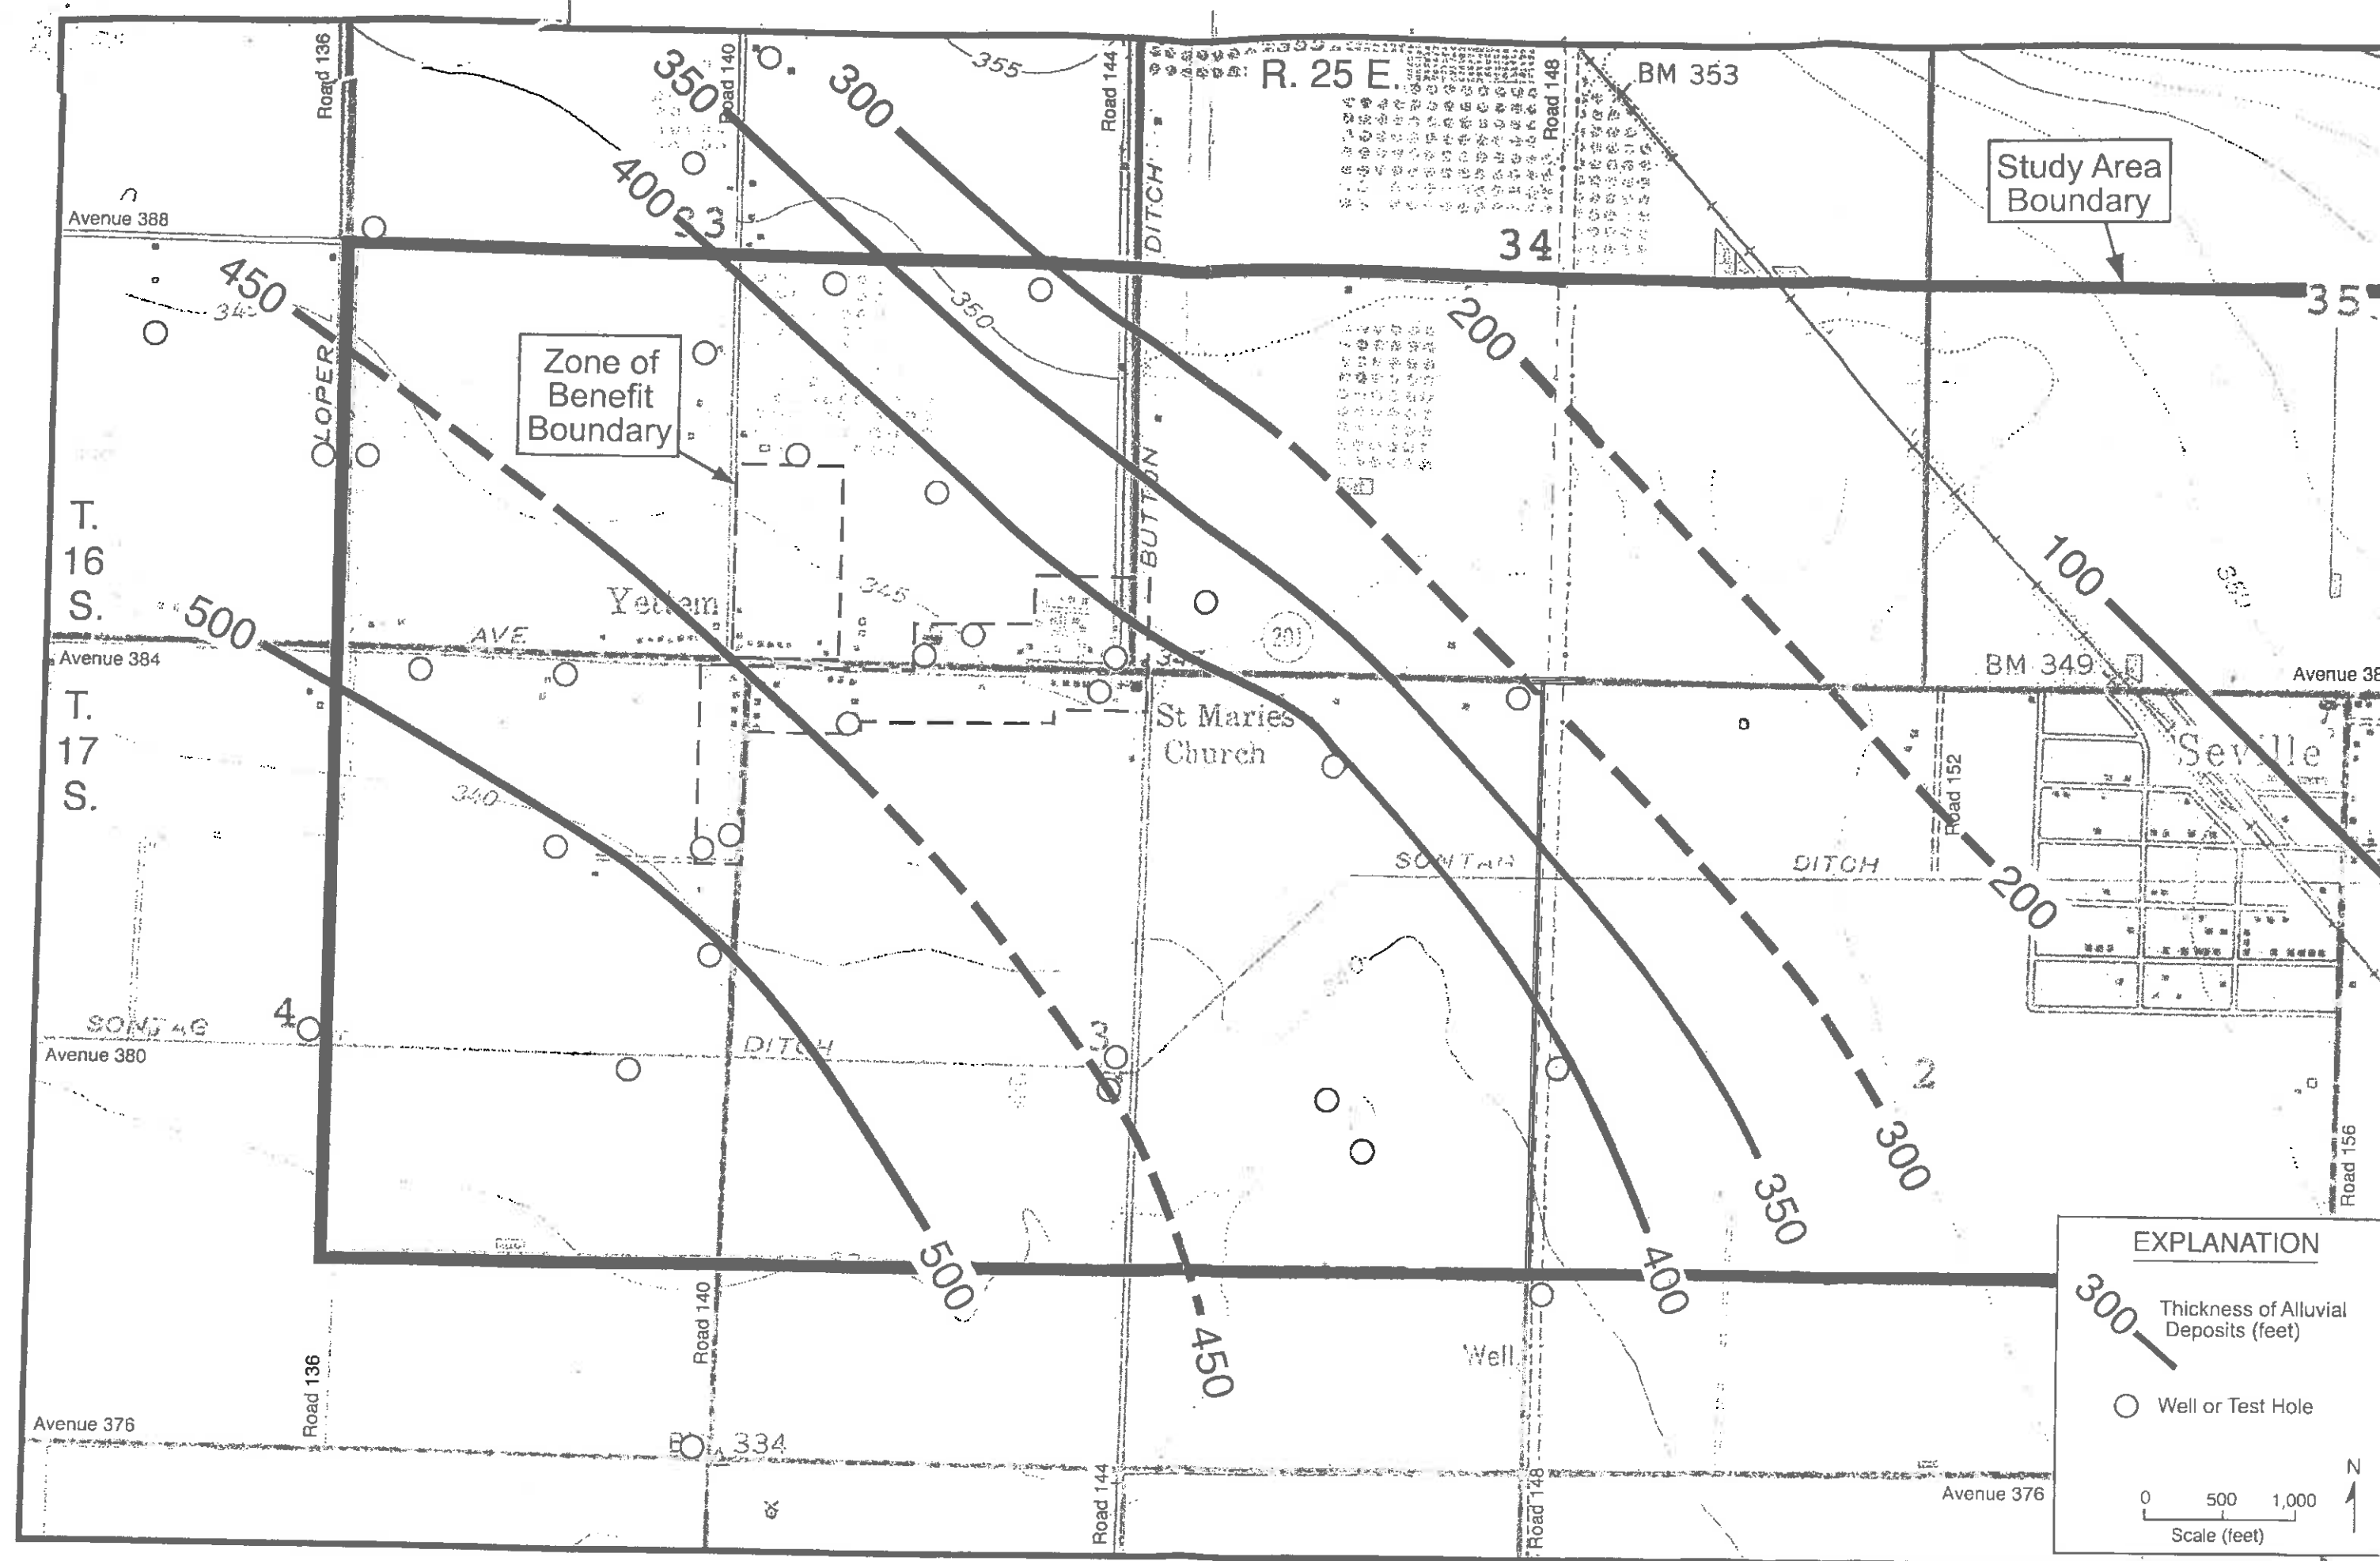 Road 136
350
Road 140
300
355
Road 144
R. 25 E.
Road 148
BM 353
Study Area
Boundary
400
33
DITCH
34
Avenue 388
450
350
200
35
Zone of
Benefit
Boundary
LOPER
BUTTON
T.
16
S.
100
Yettem
345
201
500
AVE
Avenue 384
BM 349
T.
17
S.
St Maries
Church
Seville
Road 152
340
DITCH
200
4
3
DITCH
Avenue 380
2
300
350
Road 156
500
400
450
Well
Road 140
Road 136
Avenue 376
334
Road 144
Road 148
Avenue 376
EXPLANATION
300
Thickness of Alluvial
Deposits (feet)
Well or Test Hole
N
0 500 1,000
Scale (feet)